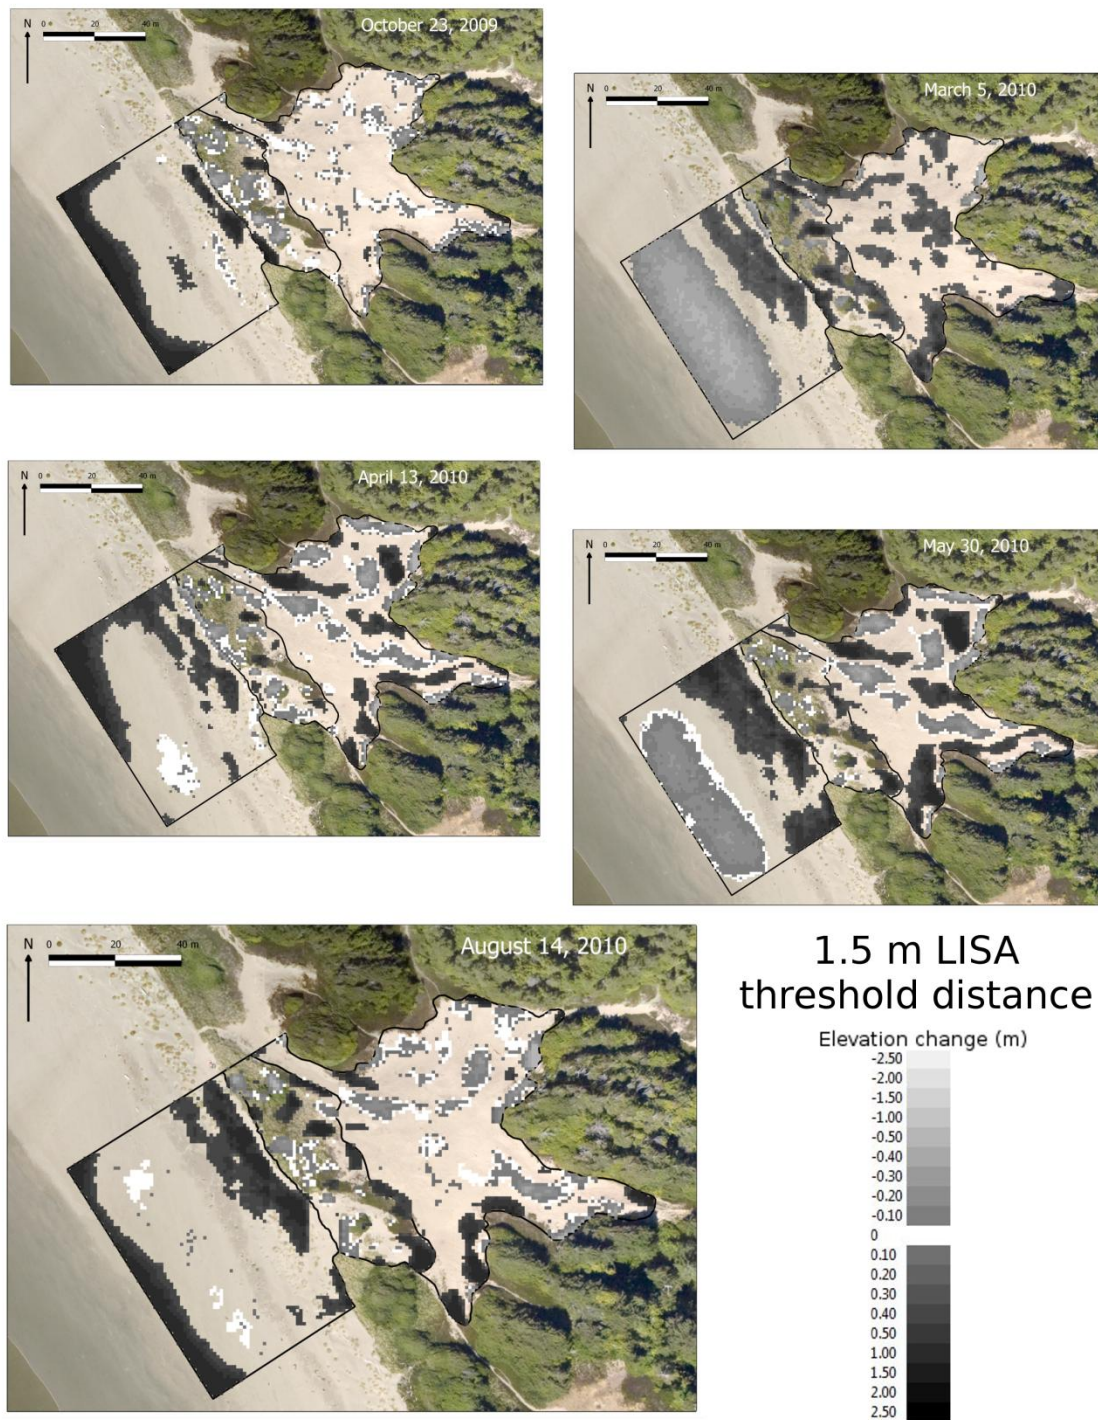 October 23, 2009
N
0 20 40 m
March 5, 2010
N
0 20 40 m
April 13, 2010
N
0 20 40 m
May 30, 2010
N
0 20 40 m
August 14, 2010
N
0 20 40 m
1.5 m LISA
threshold distance
Elevation change (m)
-2.50
-2.00
-1.50
-1.00
-0.50
-0.40
-0.30
-0.20
-0.10
0
0.10
0.20
0.30
0.40
0.50
1.00
1.50
2.00
2.50